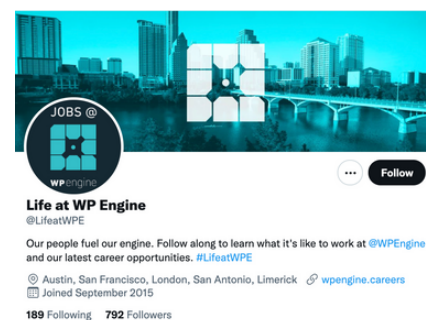 JOBS @
WPengine
Follow
Life at WP Engine
@LifeatWPE
Our people fuel our engine. Follow along to learn what it's like to work at @WPEngine
and our latest career opportunities. #LifeatWPE
Austin, San Francisco, London, San Antonio, Limerick wpengine.careers
Joined September 2015
189 Following 792 Followers